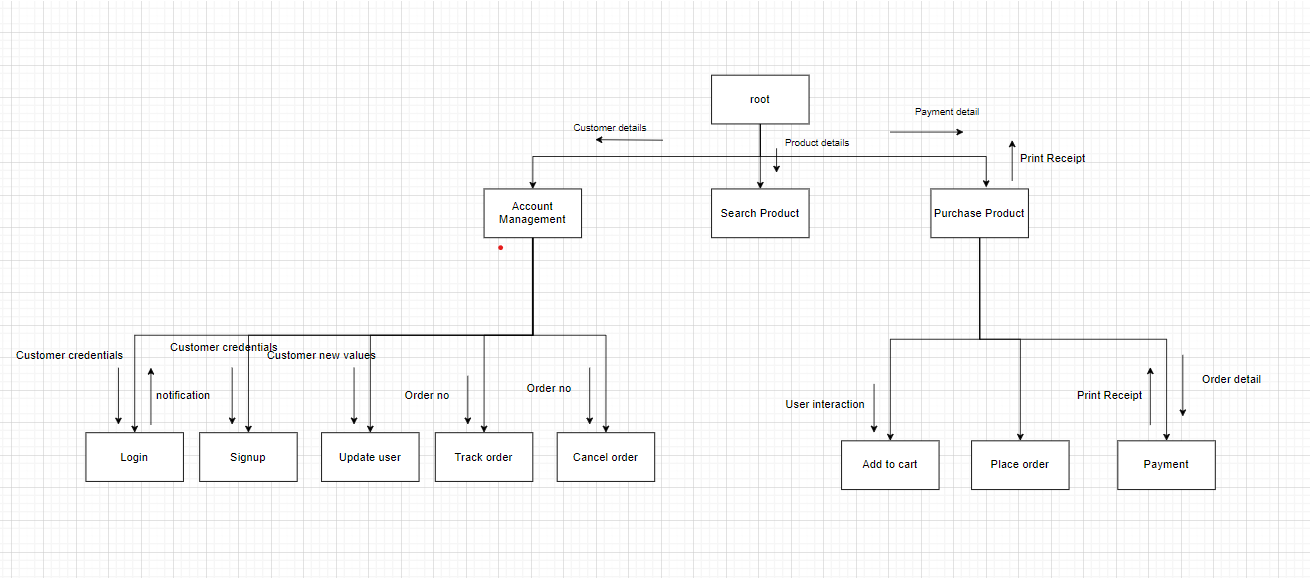 root
Payment detail
Customer details
Product details
Print Receipt
Account
Management
Search Product
Purchase Product
Customer credentials
Customer credentials
Customer new values
notification
Order no
Order no
User interaction
Print Receipt
Order detail
Login
Signup
Update user
Track order
Cancel order
Add to cart
Place order
Payment